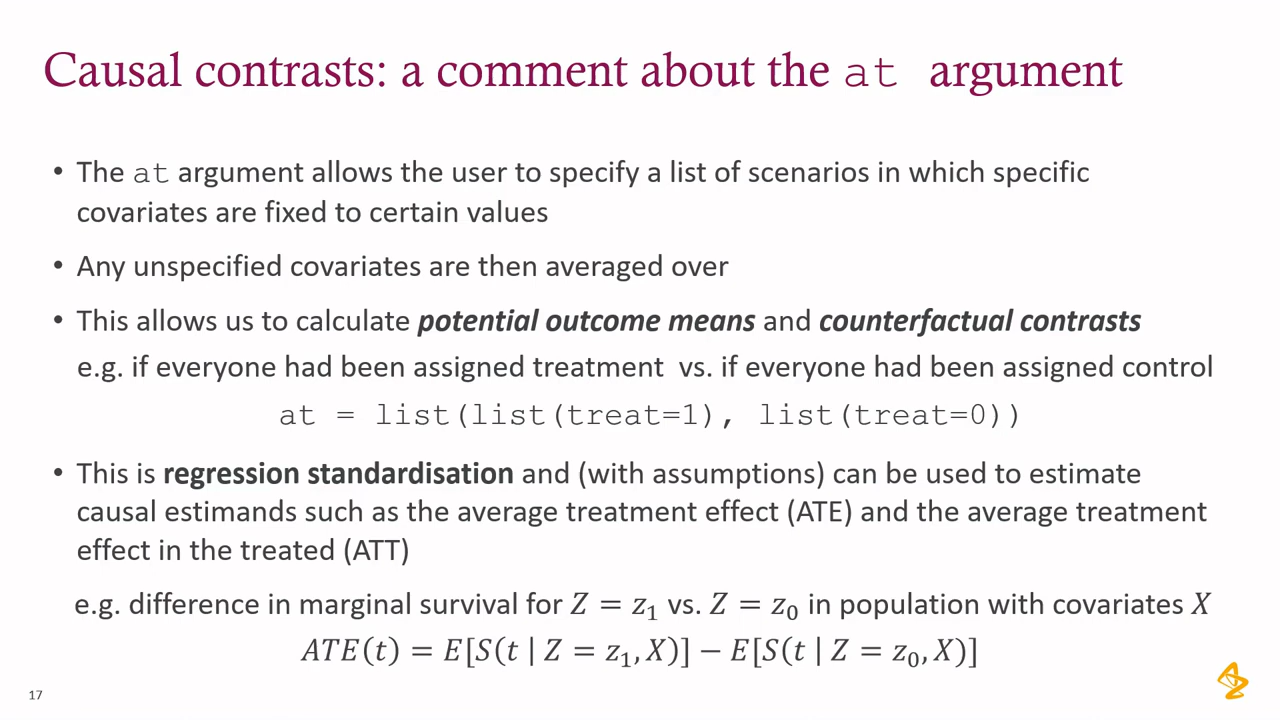 Causal contrasts: a comment about the at argument
• The at argument allows the user to specify a list of scenarios in which specific
covariates are fixed to certain values
• Any unspecified covariates are then averaged over
• This allows us to calculate potential outcome means and counterfactual contrasts
e.g. if everyone had been assigned treatment vs. if everyone had been assigned control
at = list(list(treat=1), list(treat=0))
• This is regression standardisation and (with assumptions) can be used to estimate
causal estimands such as the average treatment effect (ATE) and the average treatment
effect in the treated (ATT)
e.g. difference in marginal survival for Z = z₁ vs. Z = z₀ in population with covariates X
ATE(t) = E[S(t | Z = z₁, X)] − E[S(t | Z = z₀, X)]
17